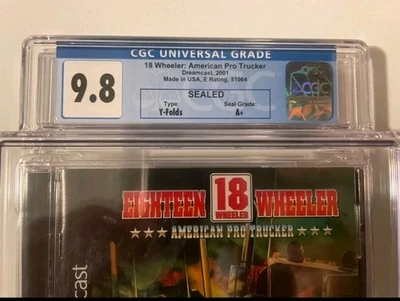 CGC UNIVERSAL GRADE
9.8
18 Wheeler: American Pro Trucker
Dreamcast, 2001
Made in USA, E Rating, 51064
SEALED
Type: Seal Grade:
Y-Folds A+
CGC
EIGHTEEN 18 WHEELER WHEELER
AMERICAN PRO TRUCKER
cast